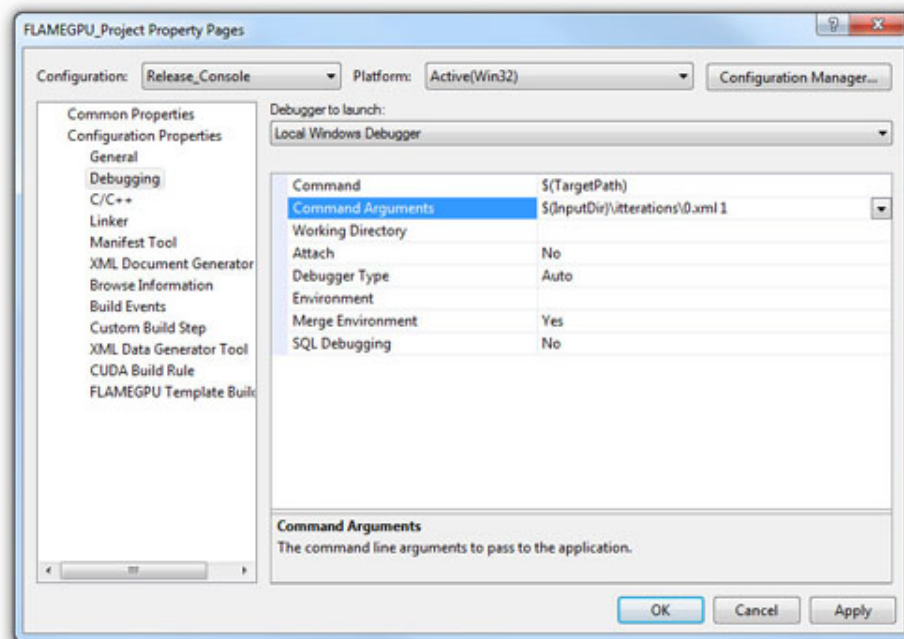 FLAMEGPU_Project Property Pages
Configuration: Release_Console Platform: Active(Win32) Configuration Manager...
Common Properties
Configuration Properties
General
Debugging
C/C++
Linker
Manifest Tool
XML Document Generator
Browse Information
Build Events
Custom Build Step
XML Data Generator Tool
CUDA Build Rule
FLAMEGPU Template Build
Debugger to launch:
Local Windows Debugger
Command $(TargetPath)
Command Arguments $(InputDir)\itterations\0.xml 1
Working Directory
Attach No
Debugger Type Auto
Environment
Merge Environment Yes
SQL Debugging No
Command Arguments
The command line arguments to pass to the application.
OK Cancel Apply